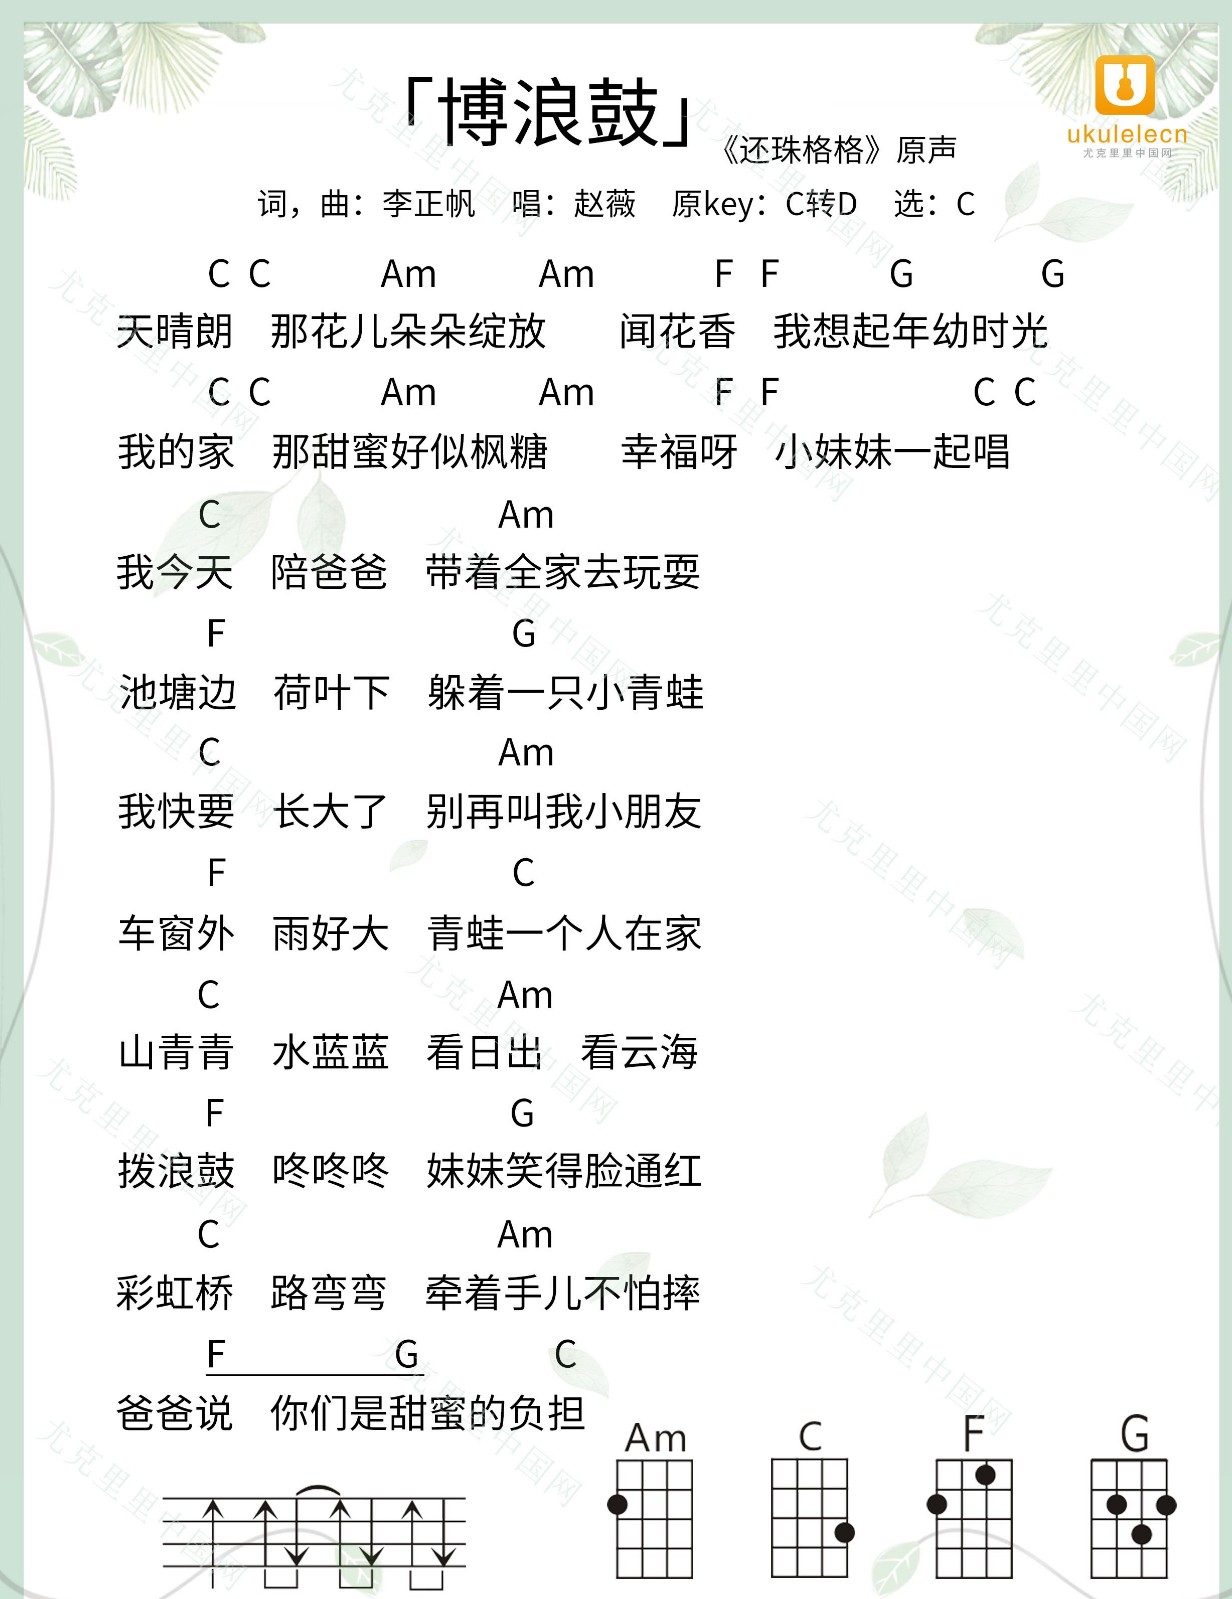 「博浪鼓」
《还珠格格》原声
ukulelecn
尤克里里中国网
词，曲：李正帆 唱：赵薇 原key：C转D 选：C
C C Am Am F F G G
天晴朗 那花儿朵朵绽放 闻花香 我想起年幼时光
C C Am Am F F C C
我的家 那甜蜜好似枫糖 幸福呀 小妹妹一起唱
C Am
我今天 陪爸爸 带着全家去玩耍
F G
池塘边 荷叶下 躲着一只小青蛙
C Am
我快要 长大了 别再叫我小朋友
F C
车窗外 雨好大 青蛙一个人在家
C Am
山青青 水蓝蓝 看日出 看云海
F G
拨浪鼓 咚咚咚 妹妹笑得脸通红
C Am
彩虹桥 路弯弯 牵着手儿不怕摔
F G C
爸爸说 你们是甜蜜的负担
Am C F G